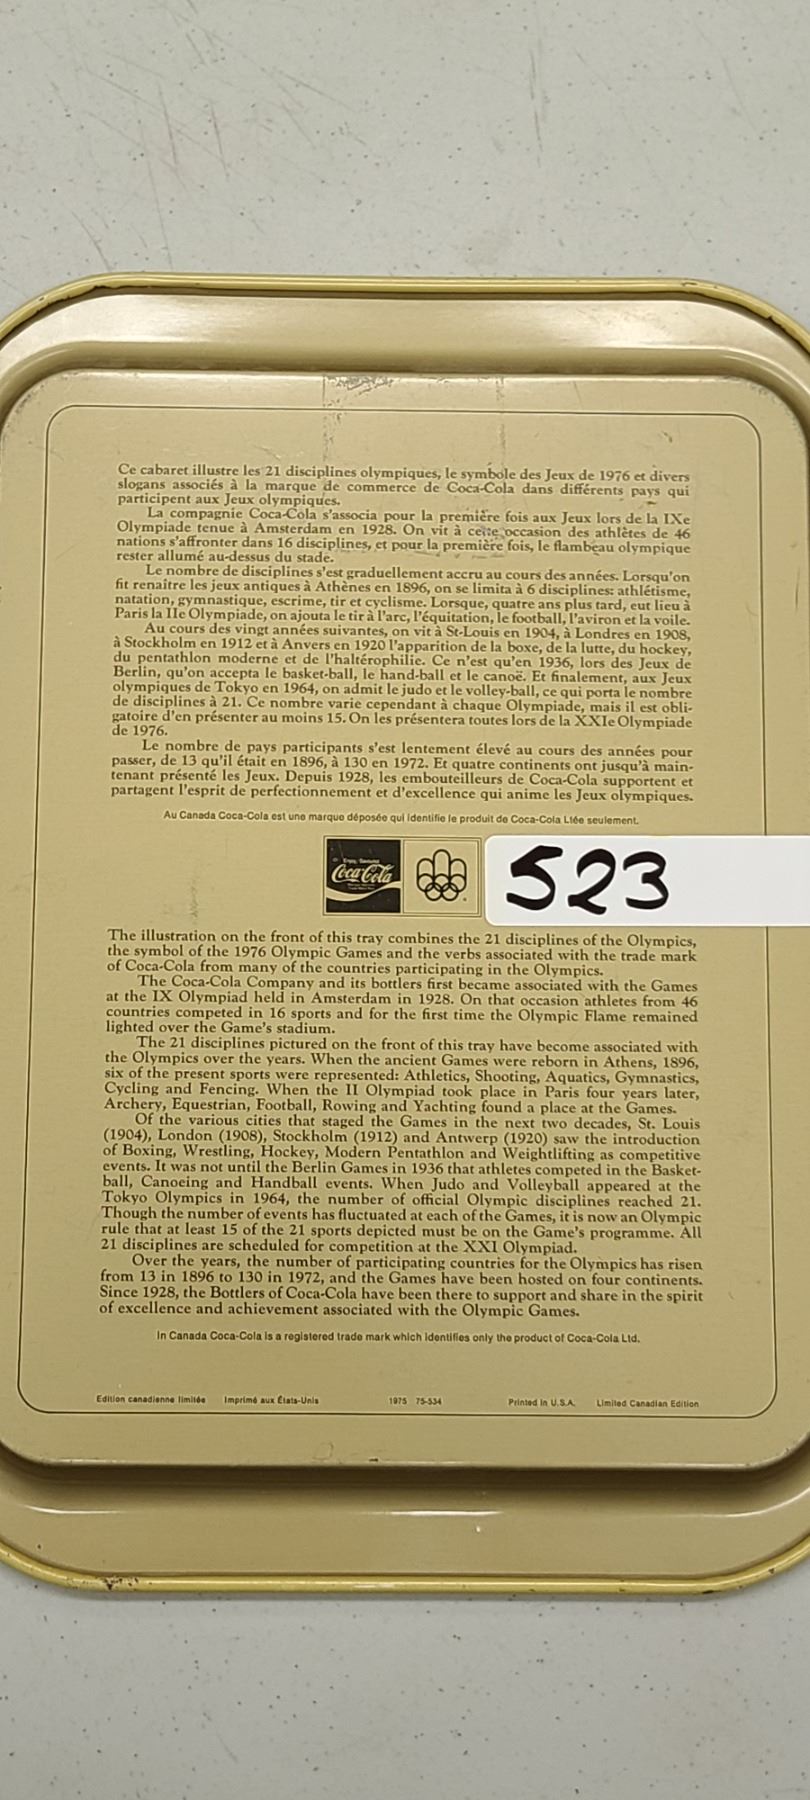 Ce cabaret illustre les 21 disciplines olympiques, le symbole des Jeux de 1976 et divers
slogans associés à la marque de commerce de Coca-Cola dans différents pays qui
participent aux Jeux olympiques.
La compagnie Coca-Cola s'associa pour la première fois aux Jeux lors de la IXe
Olympiade tenue à Amsterdam en 1928. On vit à cette occasion des athlètes de 46
nations s'affronter dans 16 disciplines, et pour la première fois, le flambeau olympique
rester allumé au-dessus du stade.
Le nombre de disciplines s'est graduellement accru au cours des années. Lorsqu'on
fit renaître les jeux antiques à Athènes en 1896, on se limita à 6 disciplines: athlétisme,
natation, gymnastique, escrime, tir et cyclisme. Lorsque, quatre ans plus tard, eut lieu à
Paris la IIe Olympiade, on ajouta le tir à l'arc, l'équitation, le football, l'aviron et la voile.
Au cours des vingt années suivantes, on vit à St-Louis en 1904, à Londres en 1908,
à Stockholm en 1912 et à Anvers en 1920 l'apparition de la boxe, de la lutte, du hockey,
du pentathlon moderne et de l'haltérophilie. Ce n'est qu'en 1936, lors des Jeux de
Berlin, qu'on accepta le basket-ball, le hand-ball et le canoë. Et finalement, aux Jeux
olympiques de Tokyo en 1964, on admit le judo et le volley-ball, ce qui porta le nombre
de disciplines à 21. Ce nombre varie cependant à chaque Olympiade, mais il est obli-
gatoire d'en présenter au moins 15. On les présentera toutes lors de la XXIe Olympiade
de 1976.
Le nombre de pays participants s'est lentement élevé au cours des années pour
passer, de 13 qu'il était en 1896, à 130 en 1972. Et quatre continents ont jusqu'à main-
tenant présenté les Jeux. Depuis 1928, les embouteilleurs de Coca-Cola supportent et
partagent l'esprit de perfectionnement et d'excellence qui anime les Jeux olympiques.
Au Canada Coca-Cola est une marque déposée qui identifie le produit de Coca-Cola Ltée seulement.
Coca-Cola
523
The illustration on the front of this tray combines the 21 disciplines of the Olympics,
the symbol of the 1976 Olympic Games and the verbs associated with the trade mark
of Coca-Cola from many of the countries participating in the Olympics.
The Coca-Cola Company and its bottlers first became associated with the Games
at the IX Olympiad held in Amsterdam in 1928. On that occasion athletes from 46
countries competed in 16 sports and for the first time the Olympic Flame remained
lighted over the Game's stadium.
The 21 disciplines pictured on the front of this tray have become associated with
the Olympics over the years. When the ancient Games were reborn in Athens, 1896,
six of the present sports were represented: Athletics, Shooting, Aquatics, Gymnastics,
Cycling and Fencing. When the II Olympiad took place in Paris four years later,
Archery, Equestrian, Football, Rowing and Yachting found a place at the Games.
Of the various cities that staged the Games in the next two decades, St. Louis
(1904), London (1908), Stockholm (1912) and Antwerp (1920) saw the introduction
of Boxing, Wrestling, Hockey, Modern Pentathlon and Weightlifting as competitive
events. It was not until the Berlin Games in 1936 that athletes competed in the Basket-
ball, Canoeing and Handball events. When Judo and Volleyball appeared at the
Tokyo Olympics in 1964, the number of official Olympic disciplines reached 21.
Though the number of events has fluctuated at each of the Games, it is now an Olympic
rule that at least 15 of the 21 sports depicted must be on the Game's programme. All
21 disciplines are scheduled for competition at the XXI Olympiad.
Over the years, the number of participating countries for the Olympics has risen
from 13 in 1896 to 130 in 1972, and the Games have been hosted on four continents.
Since 1928, the Bottlers of Coca-Cola have been there to support and share in the spirit
of excellence and achievement associated with the Olympic Games.
In Canada Coca-Cola is a registered trade mark which identifies only the product of Coca-Cola Ltd.
Edition canadienne limitée Imprimé aux États-Unis 1975 75-534 Printed in U.S.A. Limited Canadian Edition